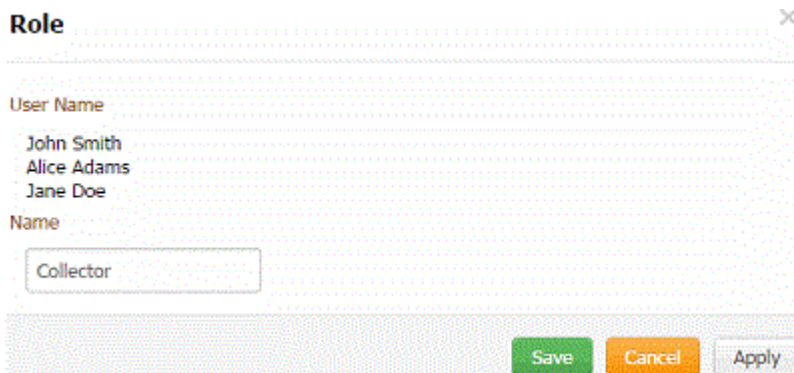 Role
User Name
John Smith
Alice Adams
Jane Doe
Name
Collector
Save Cancel Apply